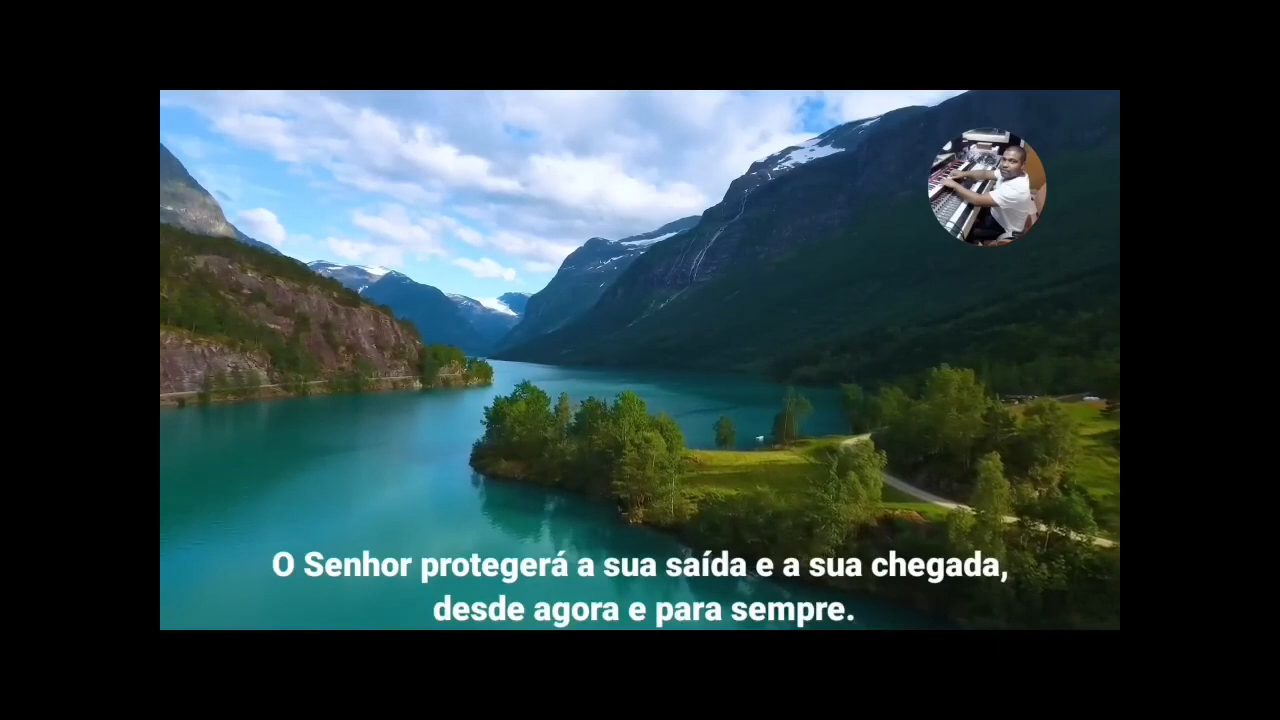 O Senhor protegerá a sua saída e a sua chegada,
desde agora e para sempre.